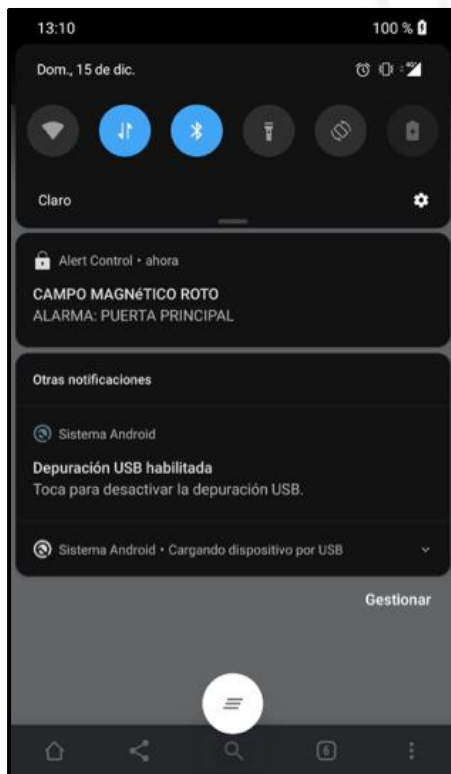 13:10 100 %
Dom., 15 de dic. 4G
Claro
Alert Control • ahora
CAMPO MAGNéTICO ROTO
ALARMA: PUERTA PRINCIPAL
Otras notificaciones
Sistema Android
Depuración USB habilitada
Toca para desactivar la depuración USB.
Sistema Android • Cargando dispositivo por USB
Gestionar
6